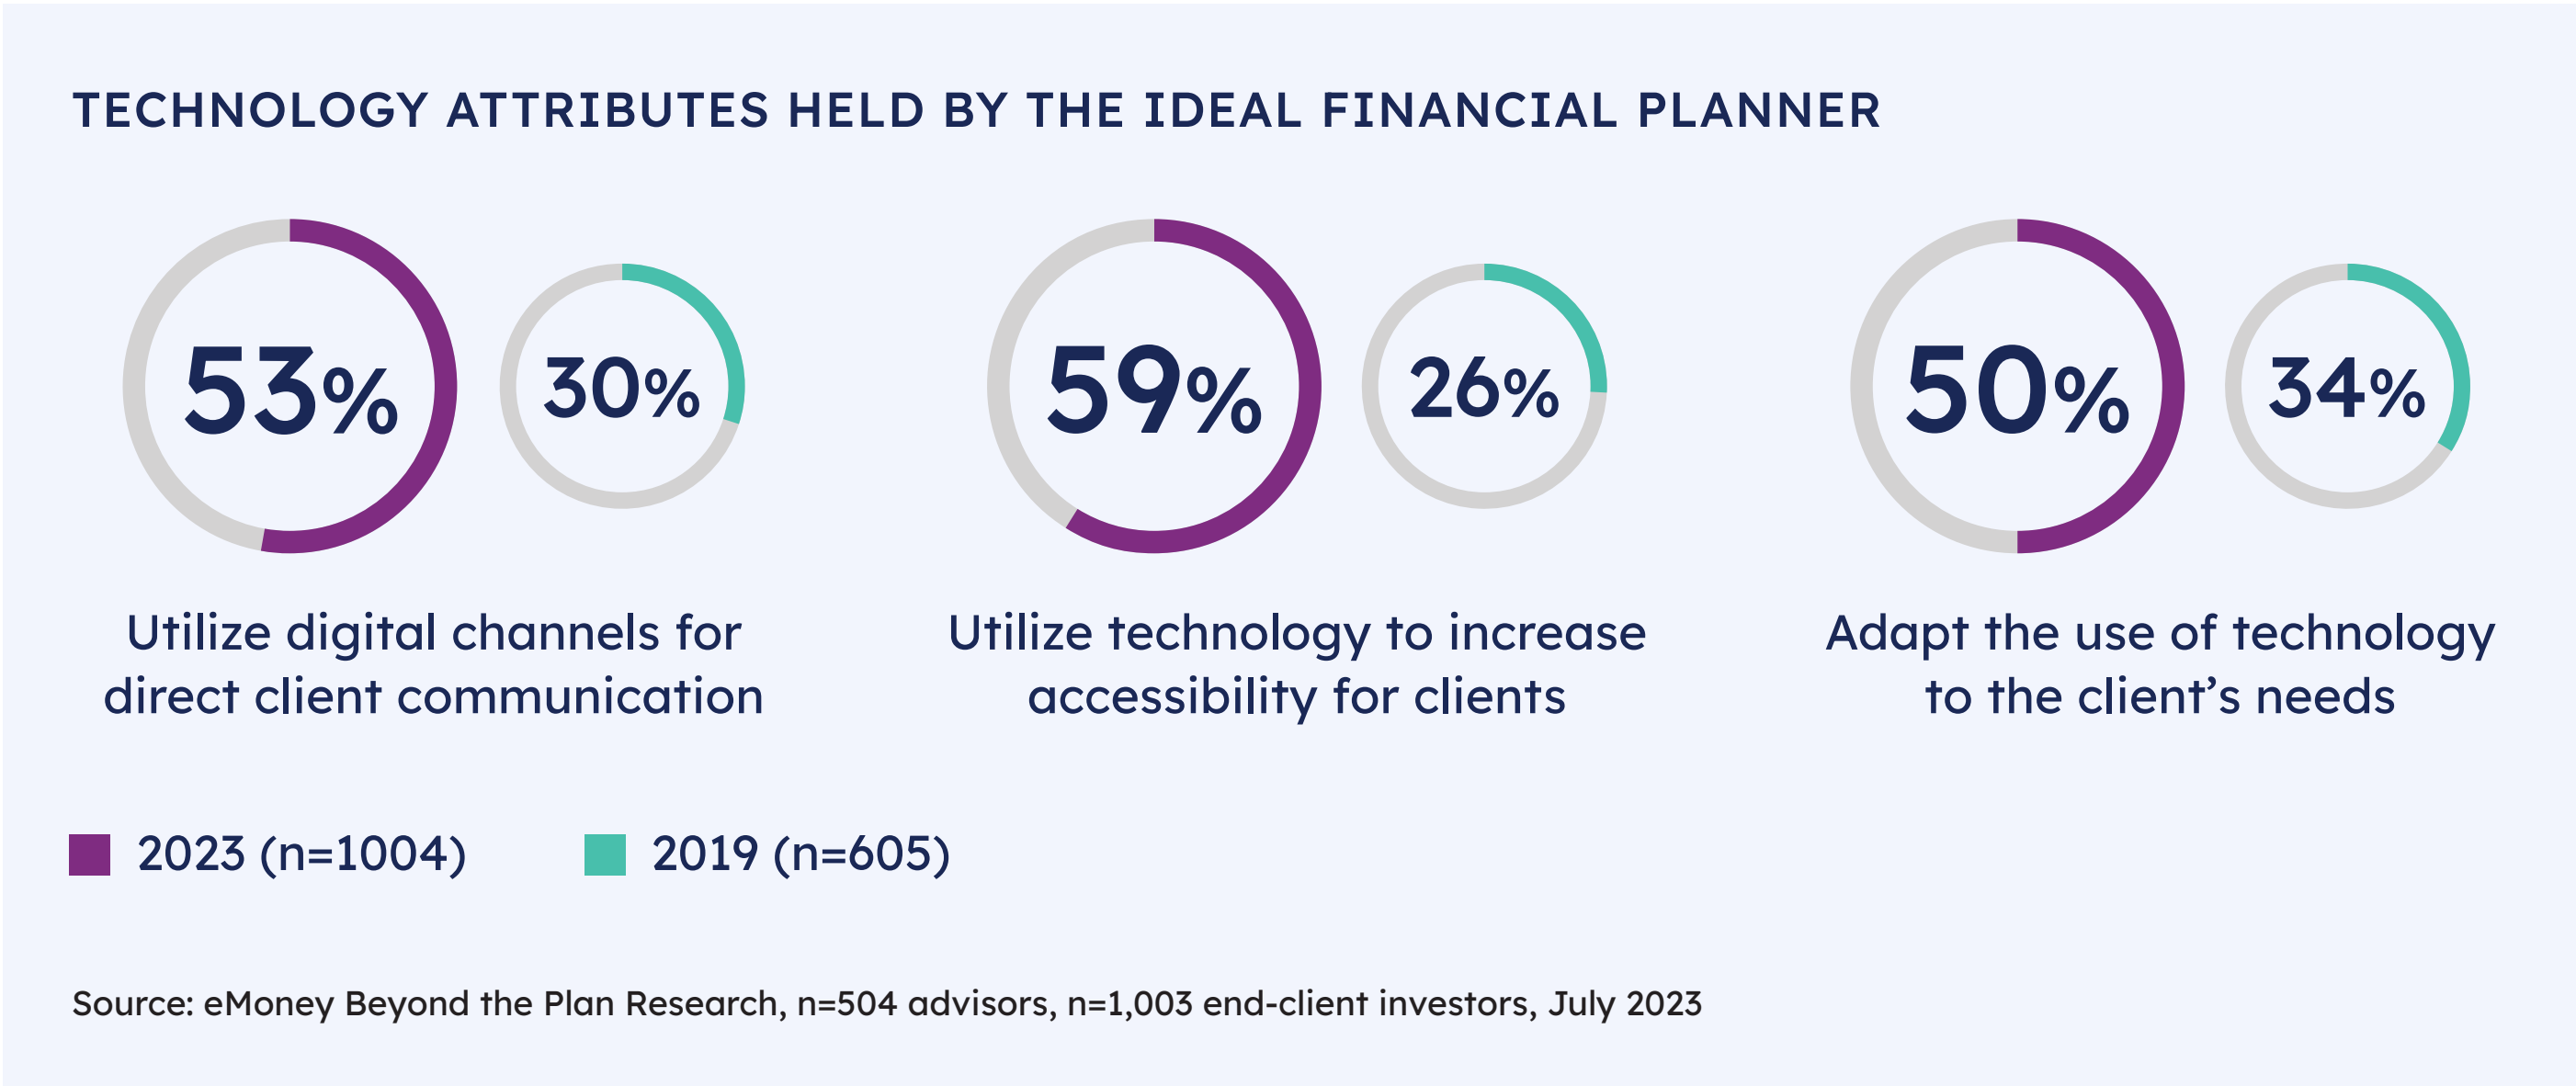 TECHNOLOGY ATTRIBUTES HELD BY THE IDEAL FINANCIAL PLANNER
53%
30%
59%
26%
50%
34%
Utilize digital channels for
direct client communication
Utilize technology to increase
accessibility for clients
Adapt the use of technology
to the client’s needs
2023 (n=1004)
2019 (n=605)
Source: eMoney Beyond the Plan Research, n=504 advisors, n=1,003 end-client investors, July 2023